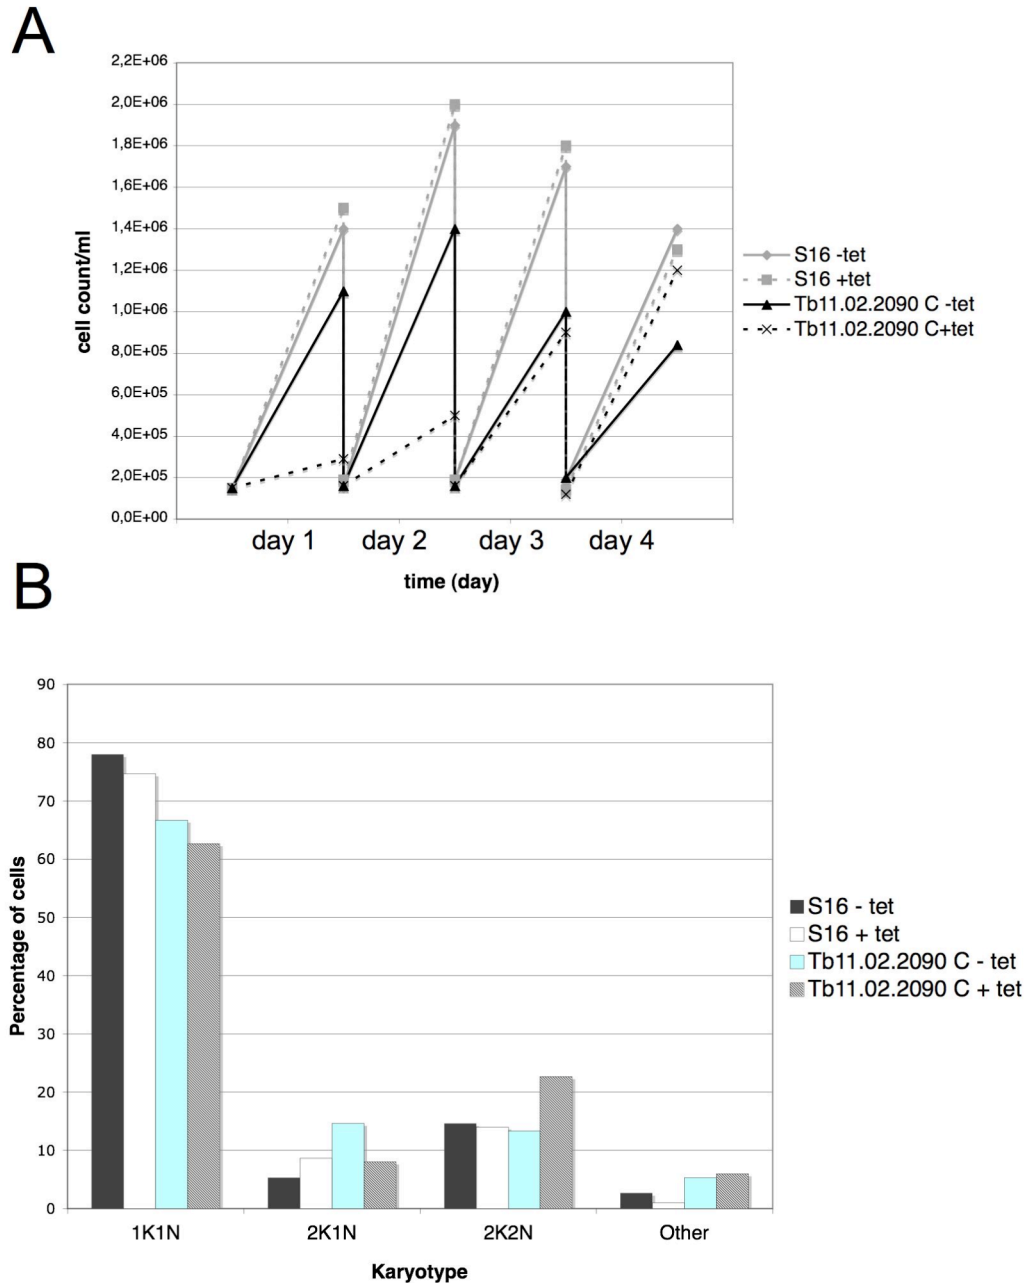 A
2,2E+06
2,0E+06
1,8E+06
1,6E+06
1,4E+06
1,2E+06
1,0E+06
8,0E+05
6,0E+05
4,0E+05
2,0E+05
0,0E+00
cell count/ml
day 1 day 2 day 3 day 4
time (day)
S16 -tet
S16 +tet
Tb11.02.2090 C -tet
Tb11.02.2090 C+tet
B
90
80
70
60
50
40
30
20
10
0
Percentage of cells
1K1N 2K1N 2K2N Other
Karyotype
S16 - tet
S16 + tet
Tb11.02.2090 C - tet
Tb11.02.2090 C + tet